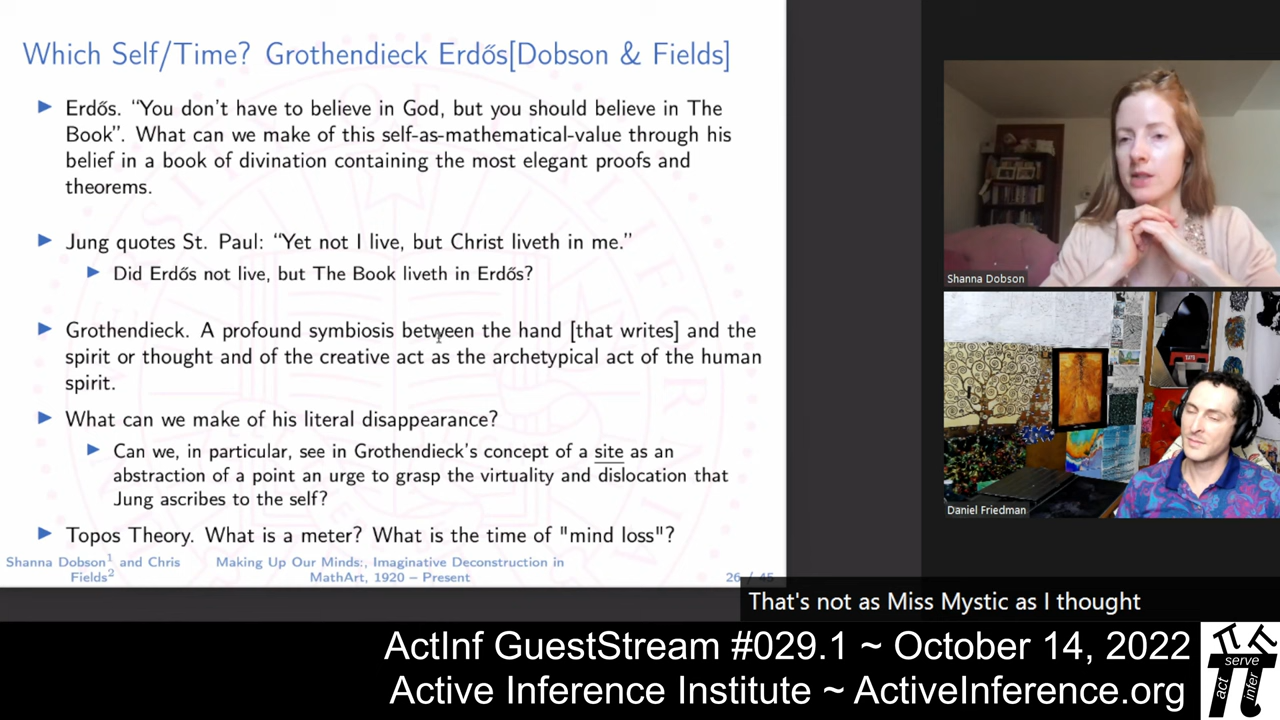 Which Self/Time? Grothendieck Erdős[Dobson & Fields]
Erdős. "You don't have to believe in God, but you should believe in The
Book". What can we make of this self-as-mathematical-value through his
belief in a book of divination containing the most elegant proofs and
theorems.
Jung quotes St. Paul: "Yet not I live, but Christ liveth in me."
Did Erdős not live, but The Book liveth in Erdős?
Grothendieck. A profound symbiosis between the hand [that writes] and the
spirit or thought and of the creative act as the archetypical act of the human
spirit.
What can we make of his literal disappearance?
Can we, in particular, see in Grothendieck's concept of a site as an
abstraction of a point an urge to grasp the virtuality and dislocation that
Jung ascribes to the self?
Topos Theory. What is a meter? What is the time of "mind loss"?
Shanna Dobson¹ and Chris
Fields²
Making Up Our Minds:, Imaginative Deconstruction in
MathArt, 1920 – Present
26 / 45
Shanna Dobson
Daniel Friedman
That's not as Miss Mystic as I thought
ActInf GuestStream #029.1 ~ October 14, 2022
Active Inference Institute ~ ActiveInference.org
serve
act
infer